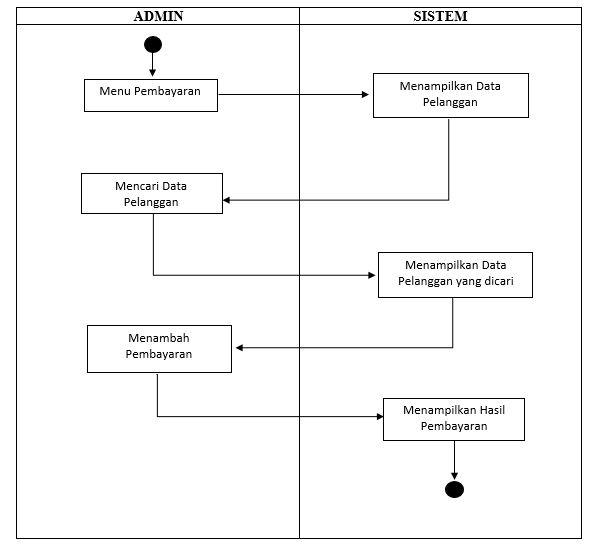 ADMIN
SISTEM
Menu Pembayaran
Menampilkan Data
Pelanggan
Mencari Data
Pelanggan
Menampilkan Data
Pelanggan yang dicari
Menambah
Pembayaran
Menampilkan Hasil
Pembayaran